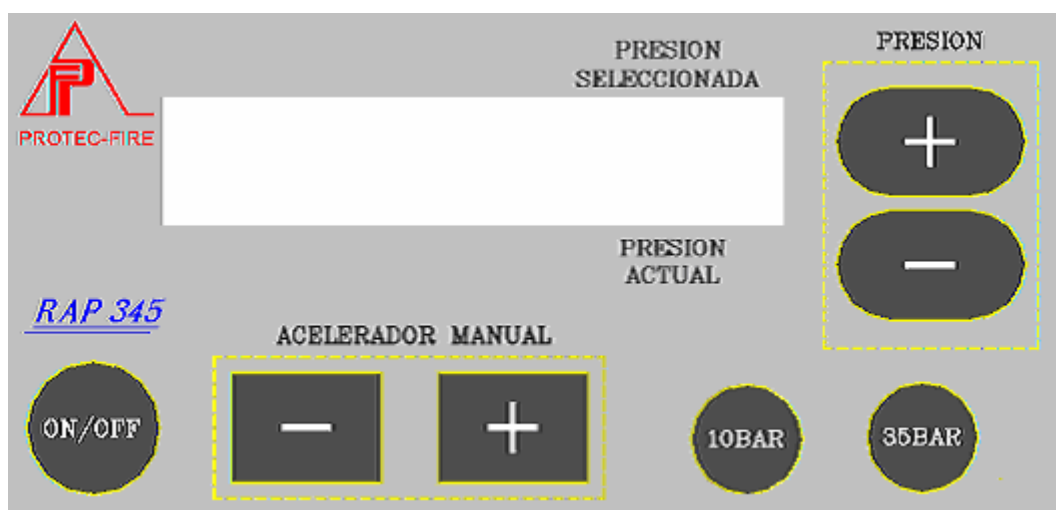 PRESION
SELECCIONADA
PRESION
+
PROTEC-FIRE
−
PRESION
ACTUAL
RAP 345
ACELERADOR MANUAL
ON/OFF
−
+
10BAR
35BAR